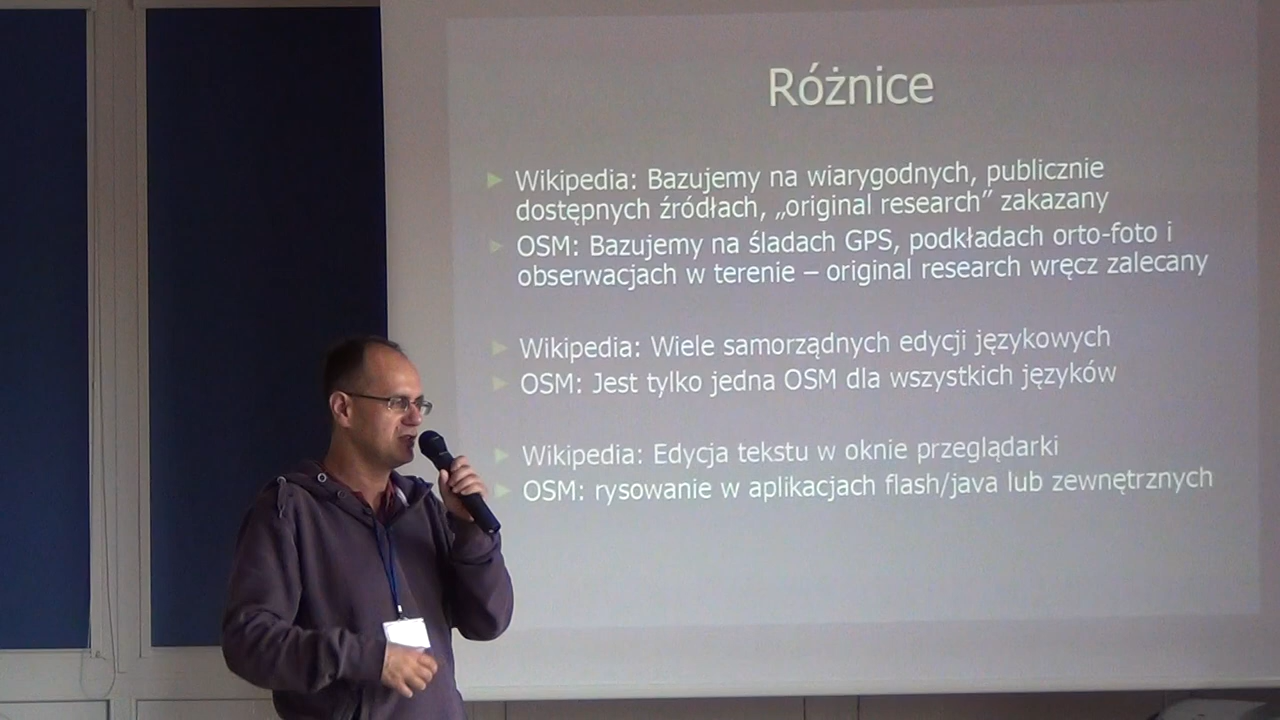 Różnice
Wikipedia: Bazujemy na wiarygodnych, publicznie
dostępnych źródłach, „original research” zakazany
OSM: Bazujemy na śladach GPS, podkładach orto-foto i
obserwacjach w terenie – original research wręcz zalecany
Wikipedia: Wiele samorządnych edycji językowych
OSM: Jest tylko jedna OSM dla wszystkich języków
Wikipedia: Edycja tekstu w oknie przeglądarki
OSM: rysowanie w aplikacjach flash/java lub zewnętrznych